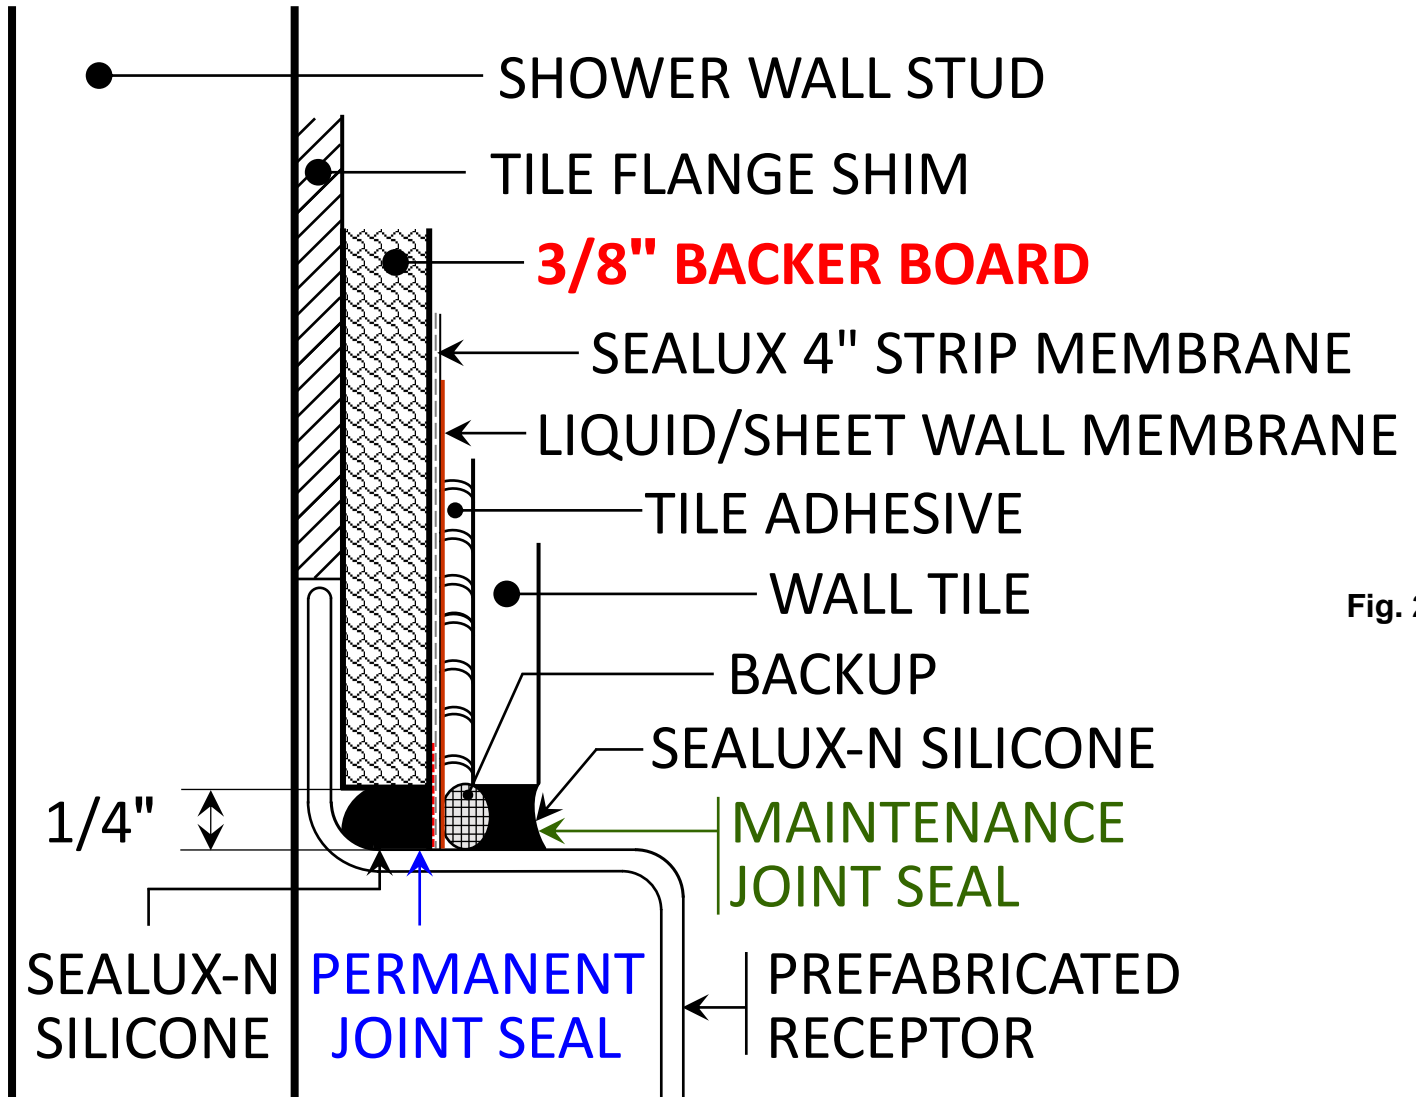 SHOWER WALL STUD
TILE FLANGE SHIM
3/8" BACKER BOARD
SEALUX 4" STRIP MEMBRANE
LIQUID/SHEET WALL MEMBRANE
TILE ADHESIVE
WALL TILE
Fig. 2
BACKUP
SEALUX-N SILICONE
1/4"
MAINTENANCE
JOINT SEAL
SEALUX-N
SILICONE
PERMANENT
JOINT SEAL
PREFABRICATED
RECEPTOR